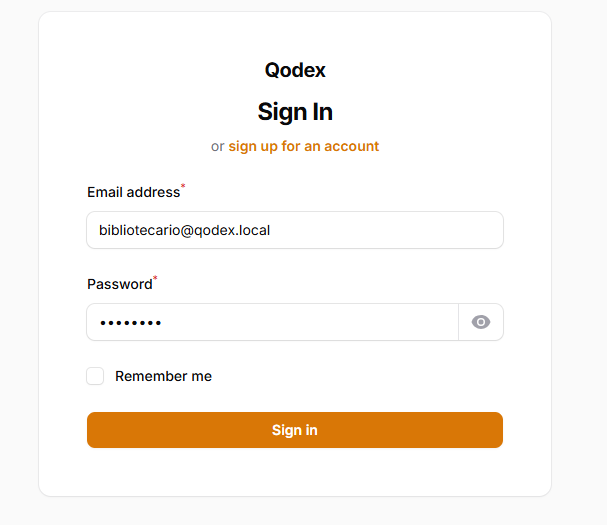 Qodex
Sign In
or sign up for an account
Email address*
bibliotecario@qodex.local
Password*
••••••••
Remember me
Sign in